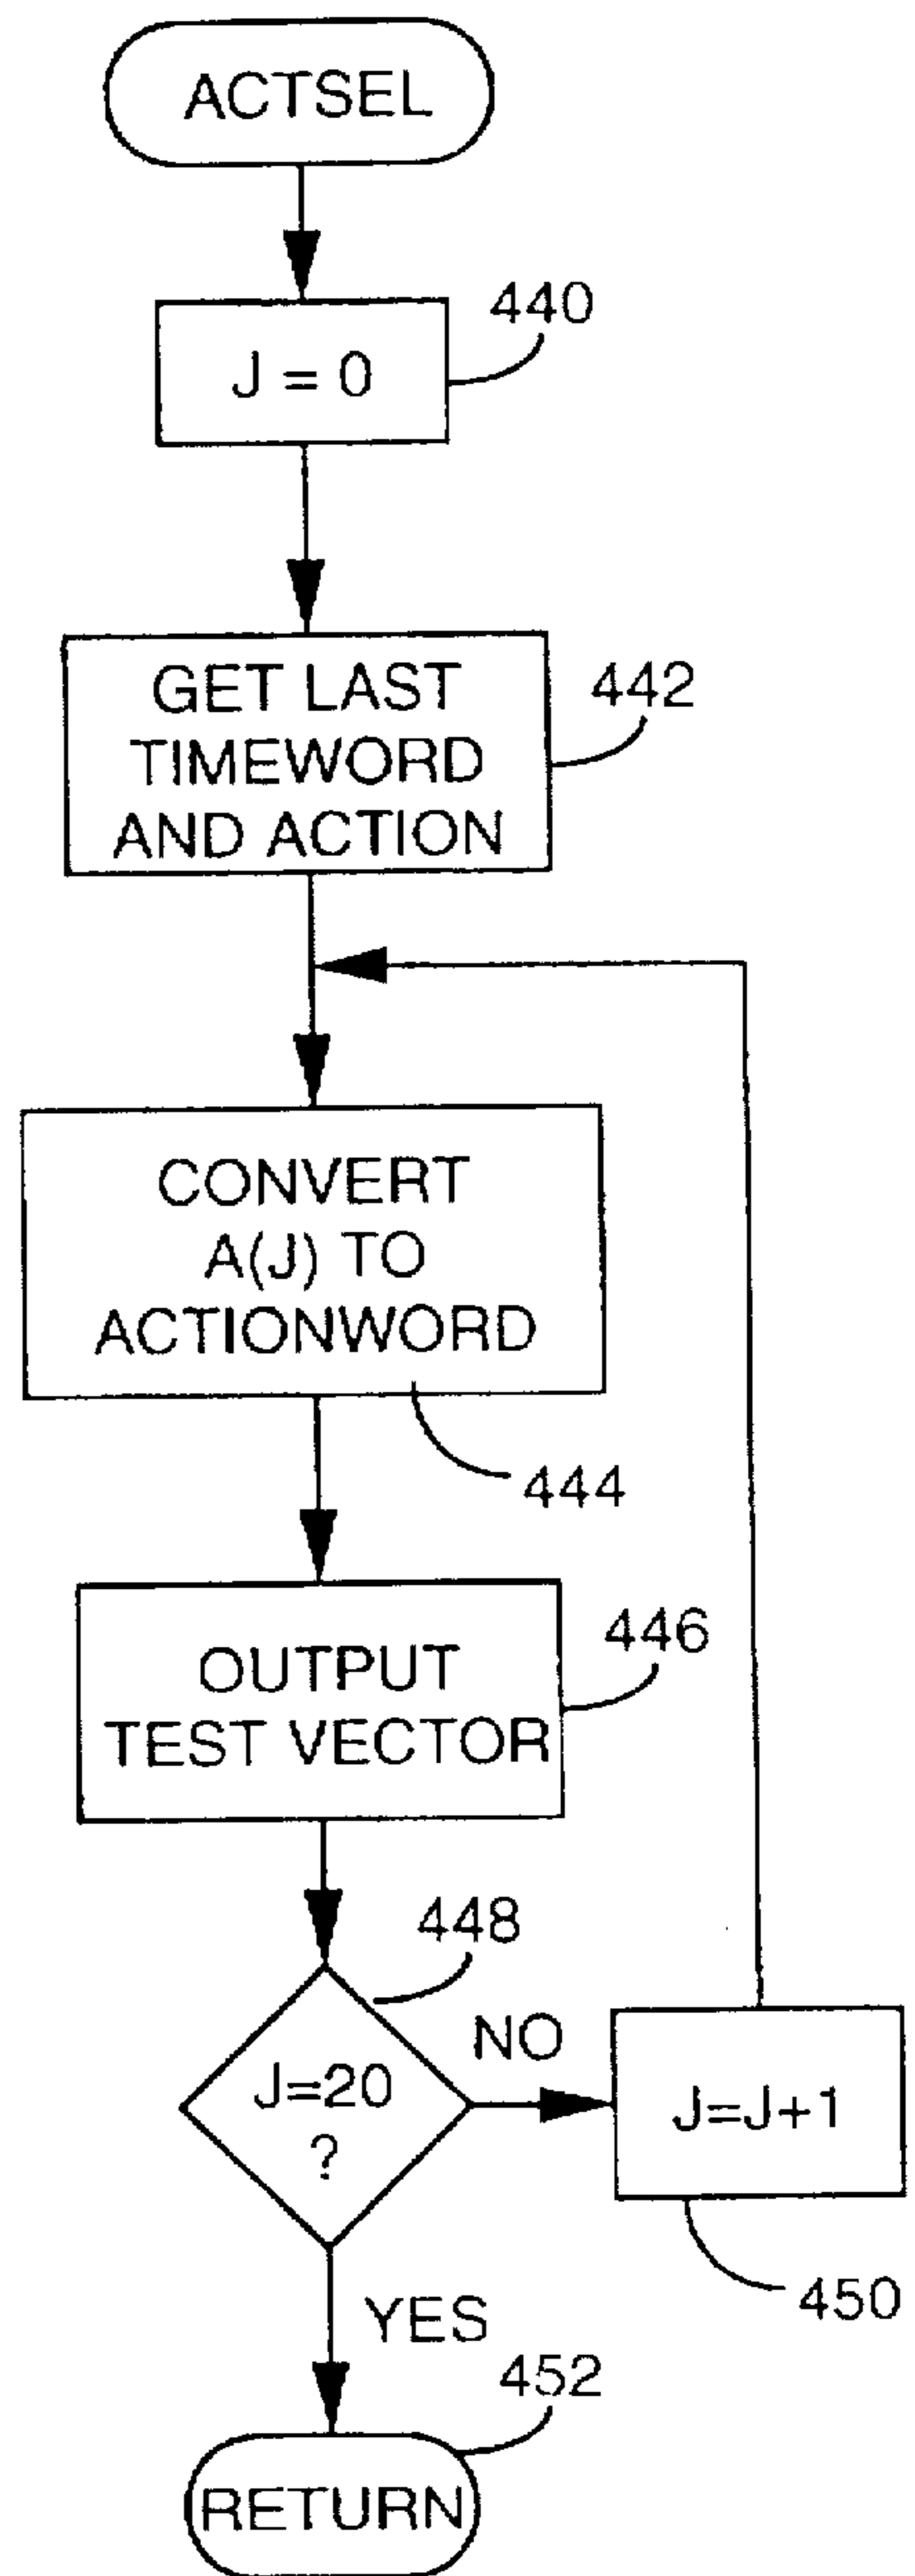 ACTSEL
440
J = 0
GET LAST
TIMEWORD
AND ACTION
442
CONVERT
A(J) TO
ACTIONWORD
444
OUTPUT
TEST VECTOR
446
448
J=20
?
NO
J=J+1
450
YES
452
RETURN